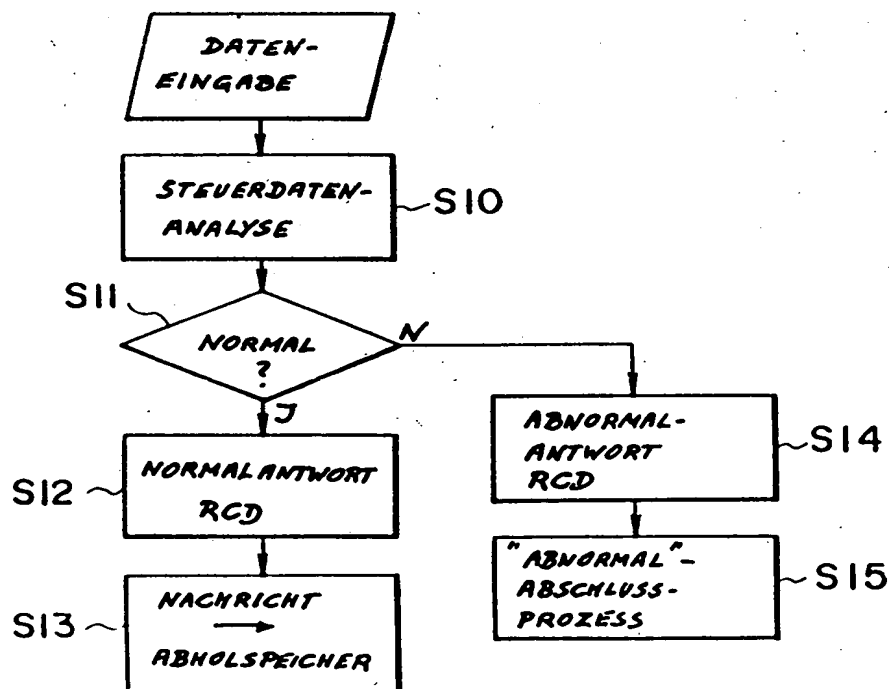 DATEN-
EINGABE
STEUERDATEN-
ANALYSE
S10
S11
NORMAL
?
N
J
NORMALANTWORT
RCD
S12
NACHRICHT
→
ABHOLSPEICHER
S13
ABNORMAL-
ANTWORT
RCD
S14
"ABNORMAL"-
ABSCHLUSS-
PROZESS
S15